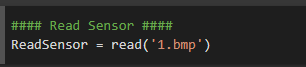 #### Read Sensor ####
ReadSensor = read('1.bmp')